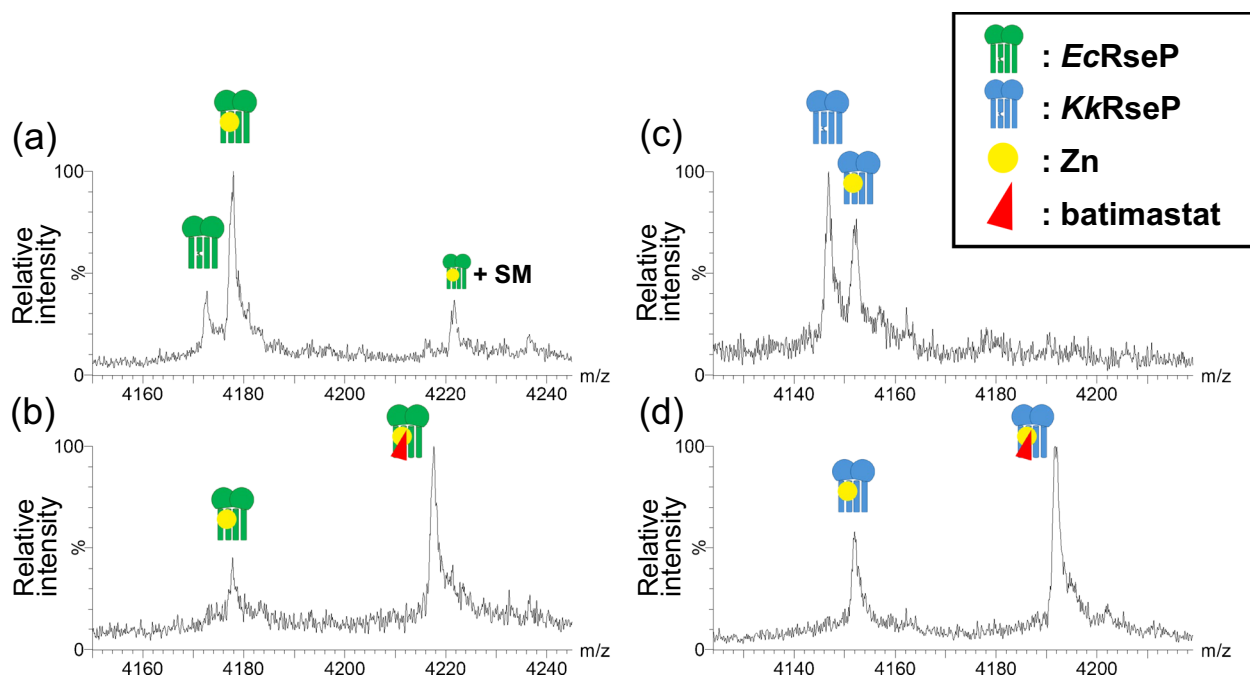 (a)
Relative
intensity
100
%
0
+ SM
4160
4180
4200
4220
4240
m/z
(b)
Relative
intensity
100
%
0
4160
4180
4200
4220
4240
m/z
(c)
Relative
intensity
100
%
0
4140
4160
4180
4200
m/z
(d)
Relative
intensity
100
%
0
4140
4160
4180
4200
m/z
: EcRseP
: KkRseP
: Zn
: batimastat